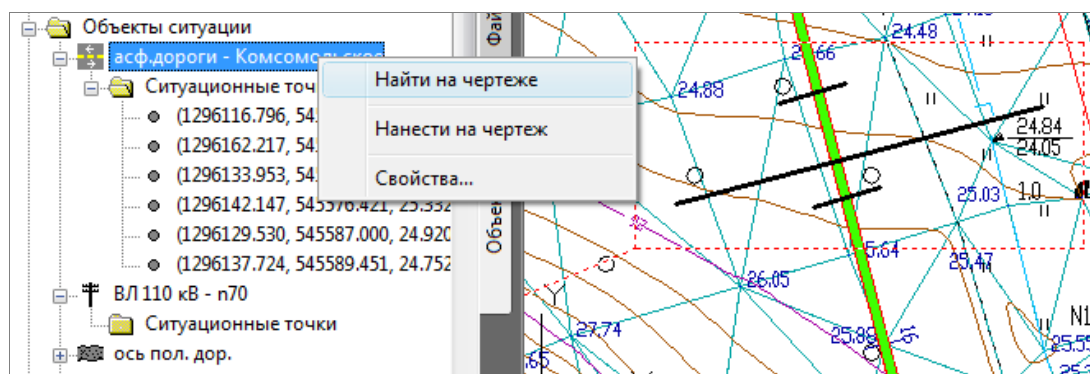 Объекты ситуации
асф.дороги - Комсомольское
Найти на чертеже
Ситуационные точ
(1296116.796, 54
Нанести на чертеж
(1296162.217, 54
(1296133.953, 54
Свойства...
(1296142.147, 545576.421, 25.332
(1296129.530, 545587.000, 24.920
(1296137.724, 545589.451, 24.752
ВЛ 110 кВ - n70
Ситуационные точки
ось пол. дор.
Фай
Объек
24.48
66
24.88
24.84
24.05
25.03
1.0
5.64
25.47
26.05
27.74
.65
N1
25.55